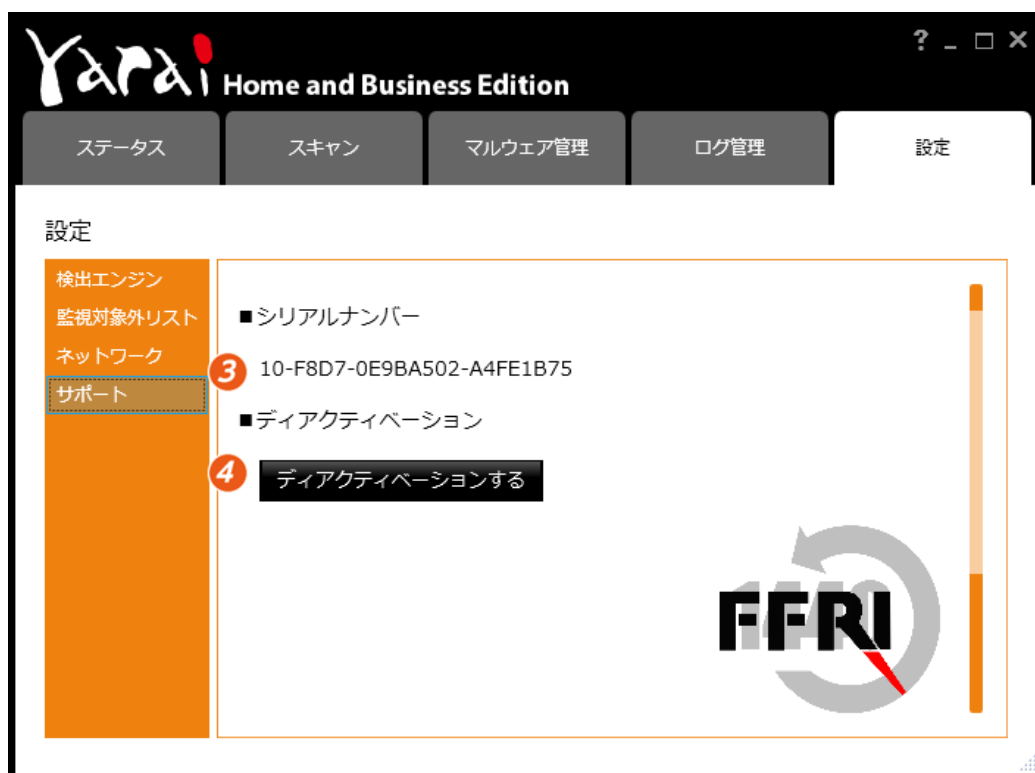 Yarai Home and Business Edition
? _ □ ×
ステータス スキャン マルウェア管理 ログ管理 設定
設定
検出エンジン
監視対象外リスト
ネットワーク
サポート
■シリアルナンバー
3 10-F8D7-0E9BA502-A4FE1B75
■ディアクティベーション
4 ディアクティベーションする
FFRI